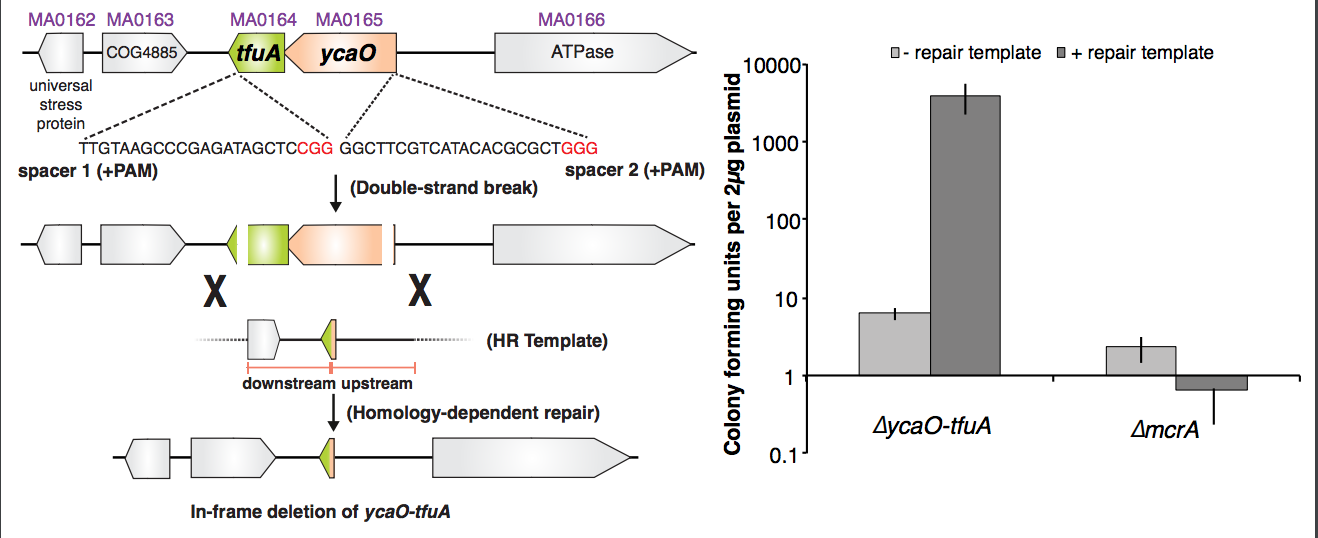 MA0162 MA0163 MA0164 MA0165 MA0166
COG4885 tfuA ycaO ATPase
universal
stress
protein
TTGTAAGCCCGAGATAGCTCCGG GGCTTCGTCATACACGCGCTGGG
spacer 1 (+PAM) spacer 2 (+PAM)
(Double-strand break)
X X
(HR Template)
downstream upstream
(Homology-dependent repair)
In-frame deletion of ycaO-tfuA
- repair template + repair template
Colony forming units per 2µg plasmid
10000
1000
100
10
1
0.1
ΔycaO-tfuA ΔmcrA